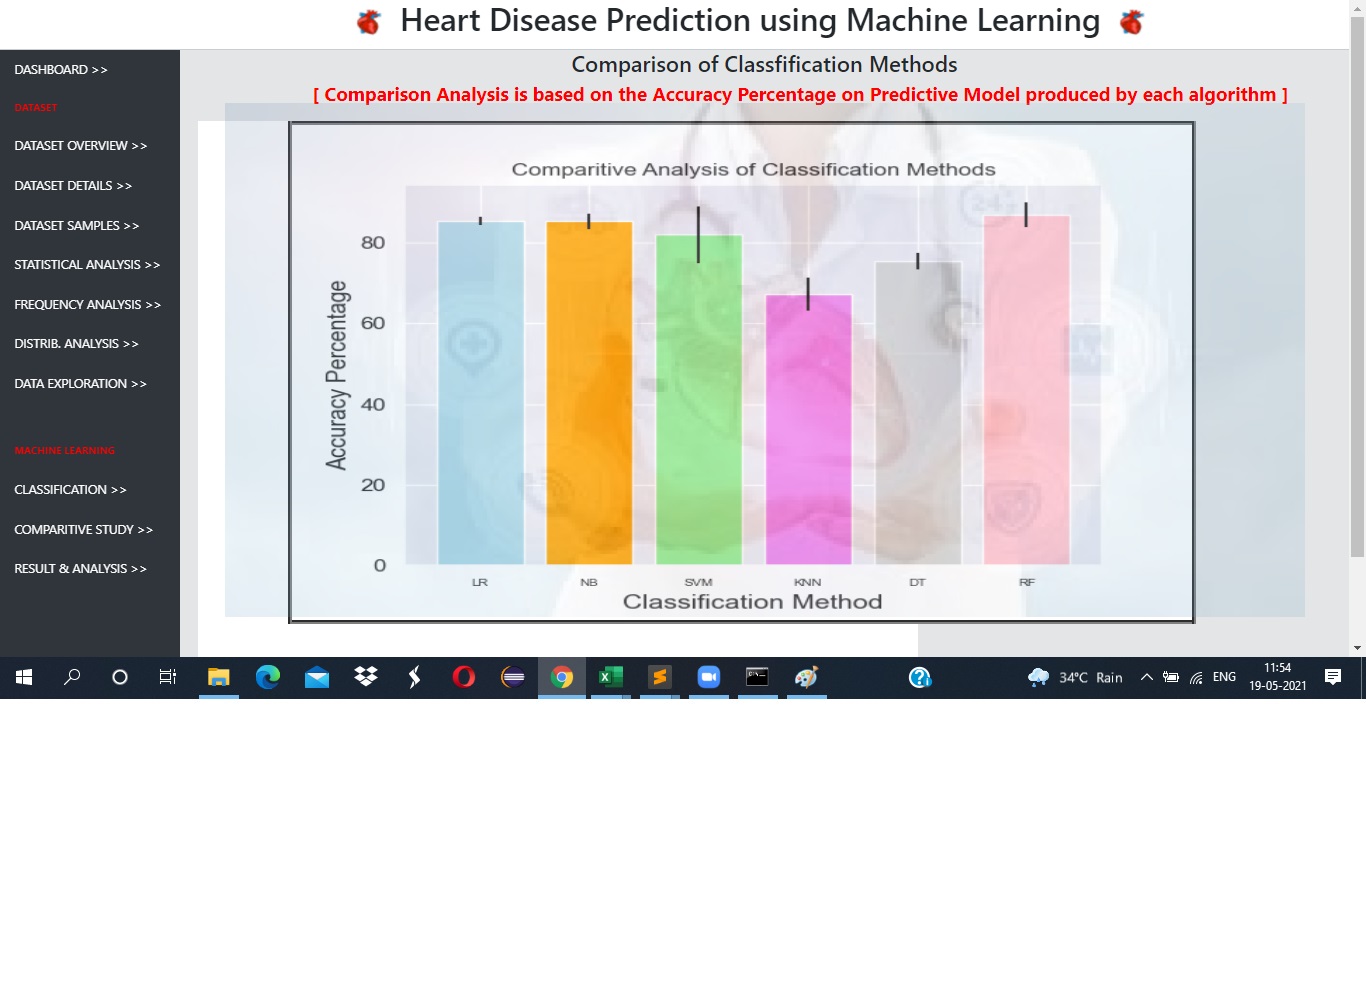 Heart Disease Prediction using Machine Learning
DASHBOARD >>
DATASET
DATASET OVERVIEW >>
DATASET DETAILS >>
DATASET SAMPLES >>
STATISTICAL ANALYSIS >>
FREQUENCY ANALYSIS >>
DISTRIB. ANALYSIS >>
DATA EXPLORATION >>
MACHINE LEARNING
CLASSIFICATION >>
COMPARITIVE STUDY >>
RESULT & ANALYSIS >>
Comparison of Classfification Methods
[ Comparison Analysis is based on the Accuracy Percentage on Predictive Model produced by each algorithm ]
Comparitive Analysis of Classification Methods
Accuracy Percentage
80
60
40
20
0
LR NB SVM KNN DT RF
Classification Method
24
34°C Rain
ENG
11:54
19-05-2021